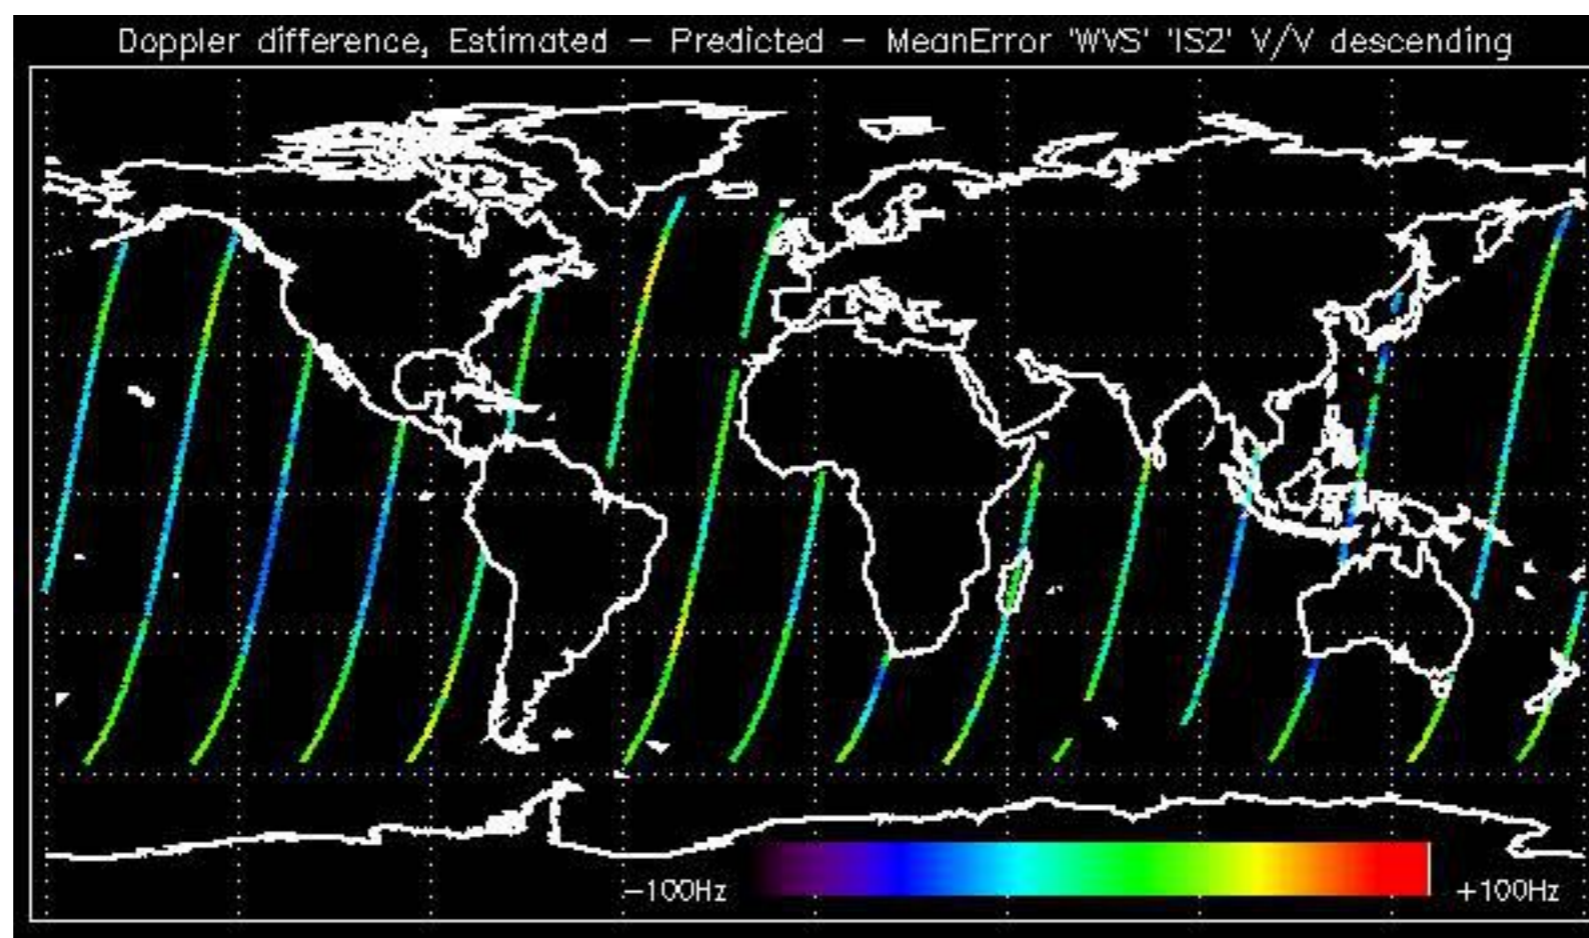 Doppler difference, Estimated – Predicted – MeanError 'WVS' 'IS2' V/V descending
-100Hz
+100Hz